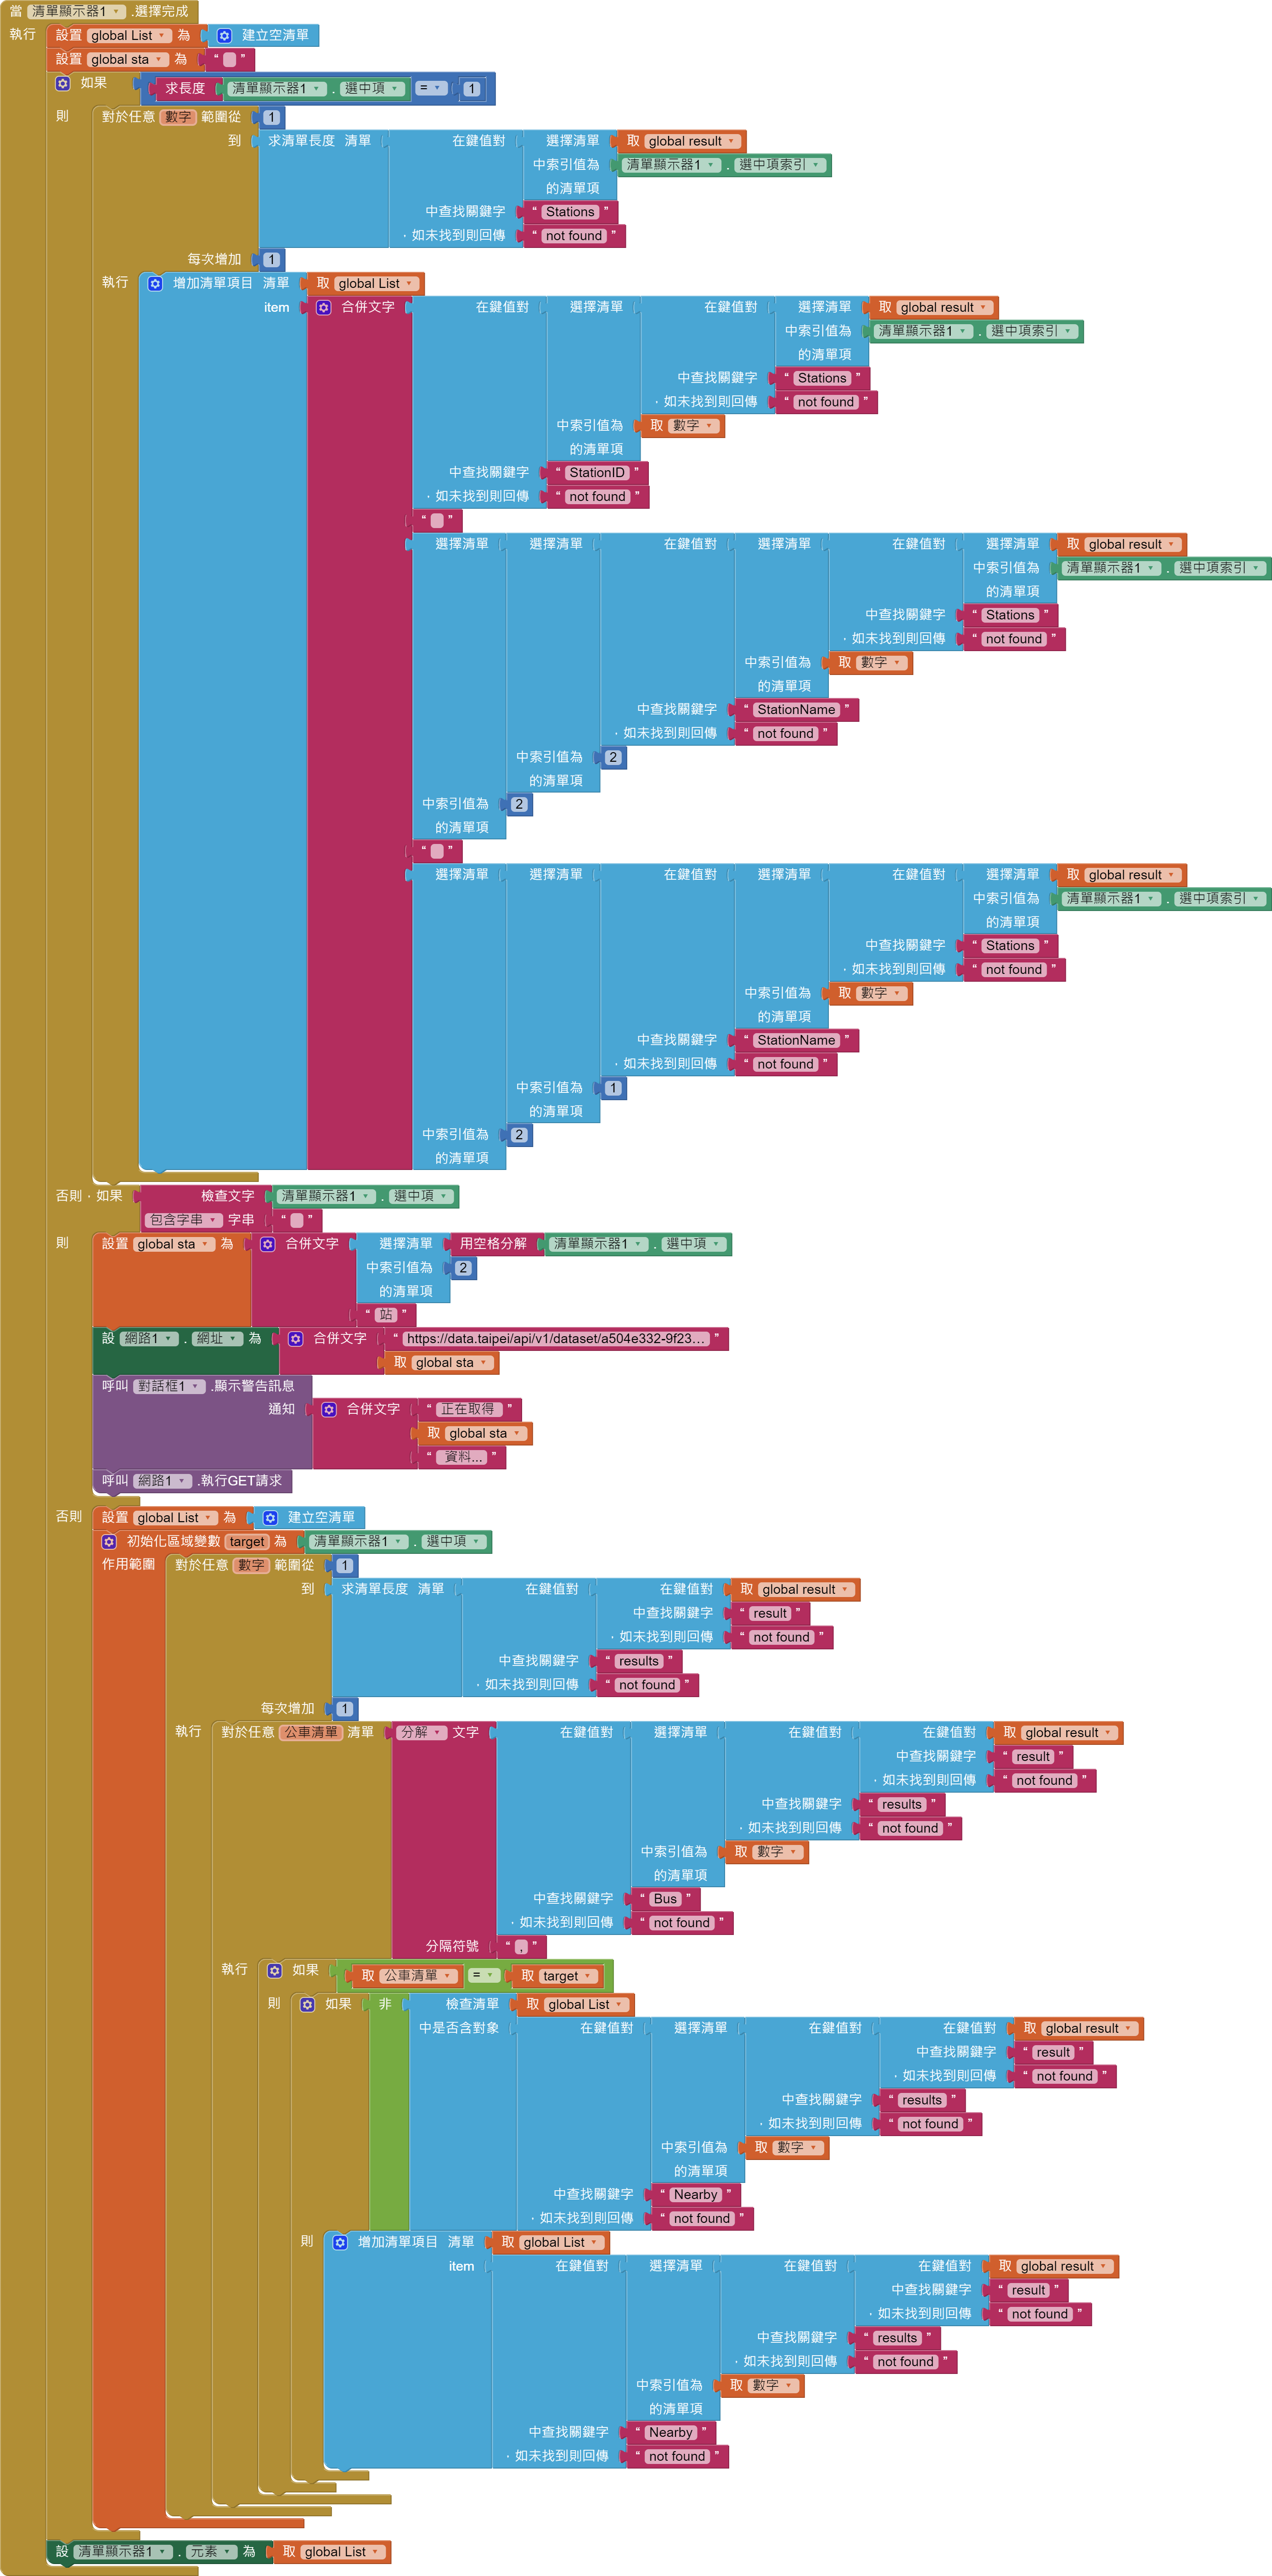 當 清單顯示器1 .選擇完成
執行 設置 global List 為 建立空清單
設置 global sta 為 “ ”
如果 求長度 清單顯示器1 . 選中項 = 1
則 對於任意 數字 範圍從 1
到 求清單長度 清單 在鍵值對 選擇清單 取 global result
中索引值為 清單顯示器1 . 選中項索引
的清單項
中查找關鍵字 “ Stations ”
· 如未找到則回傳 “ not found ”
每次增加 1
執行 增加清單項目 清單 取 global List
item 合併文字 在鍵值對 選擇清單 在鍵值對 選擇清單 取 global result
中索引值為 清單顯示器1 . 選中項索引
的清單項
中查找關鍵字 “ Stations ”
· 如未找到則回傳 “ not found ”
中索引值為 取 數字
的清單項
中查找關鍵字 “ StationID ”
· 如未找到則回傳 “ not found ”
“ ”
選擇清單 選擇清單 在鍵值對 選擇清單 在鍵值對 選擇清單 取 global result
中索引值為 清單顯示器1 . 選中項索引
的清單項
中查找關鍵字 “ Stations ”
· 如未找到則回傳 “ not found ”
中索引值為 取 數字
的清單項
中查找關鍵字 “ StationName ”
· 如未找到則回傳 “ not found ”
中索引值為 2
的清單項
中索引值為 2
的清單項
“ ”
選擇清單 選擇清單 在鍵值對 選擇清單 在鍵值對 選擇清單 取 global result
中索引值為 清單顯示器1 . 選中項索引
的清單項
中查找關鍵字 “ Stations ”
· 如未找到則回傳 “ not found ”
中索引值為 取 數字
的清單項
中查找關鍵字 “ StationName ”
· 如未找到則回傳 “ not found ”
中索引值為 1
的清單項
中索引值為 2
的清單項
否則 · 如果 檢查文字 清單顯示器1 . 選中項
包含字串 字串 “ ”
則 設置 global sta 為 合併文字 選擇清單 用空格分解 清單顯示器1 . 選中項
中索引值為 2
的清單項
“ 站 ”
設 網路1 . 網址 為 合併文字 “ https://data.taipei/api/v1/dataset/a504e332-9f23... ”
取 global sta
呼叫 對話框1 .顯示警告訊息
通知 合併文字 “ 正在取得 ”
取 global sta
“ 資料... ”
呼叫 網路1 .執行GET請求
否則 設置 global List 為 建立空清單
初始化區域變數 target 為 清單顯示器1 . 選中項
作用範圍 對於任意 數字 範圍從 1
到 求清單長度 清單 在鍵值對 在鍵值對 取 global result
中查找關鍵字 “ result ”
· 如未找到則回傳 “ not found ”
中查找關鍵字 “ results ”
· 如未找到則回傳 “ not found ”
每次增加 1
執行 對於任意 公車清單 清單 分解 文字 在鍵值對 選擇清單 在鍵值對 在鍵值對 取 global result
中查找關鍵字 “ result ”
· 如未找到則回傳 “ not found ”
中查找關鍵字 “ results ”
· 如未找到則回傳 “ not found ”
中索引值為 取 數字
的清單項
中查找關鍵字 “ Bus ”
· 如未找到則回傳 “ not found ”
分隔符號 “ , ”
執行 如果 取 公車清單 = 取 target
則 如果 非 檢查清單 取 global List
中是否含對象 在鍵值對 選擇清單 在鍵值對 在鍵值對 取 global result
中查找關鍵字 “ result ”
· 如未找到則回傳 “ not found ”
中查找關鍵字 “ results ”
· 如未找到則回傳 “ not found ”
中索引值為 取 數字
的清單項
中查找關鍵字 “ Nearby ”
· 如未找到則回傳 “ not found ”
則 增加清單項目 清單 取 global List
item 在鍵值對 選擇清單 在鍵值對 在鍵值對 取 global result
中查找關鍵字 “ result ”
· 如未找到則回傳 “ not found ”
中查找關鍵字 “ results ”
· 如未找到則回傳 “ not found ”
中索引值為 取 數字
的清單項
中查找關鍵字 “ Nearby ”
· 如未找到則回傳 “ not found ”
設 清單顯示器1 . 元素 為 取 global List